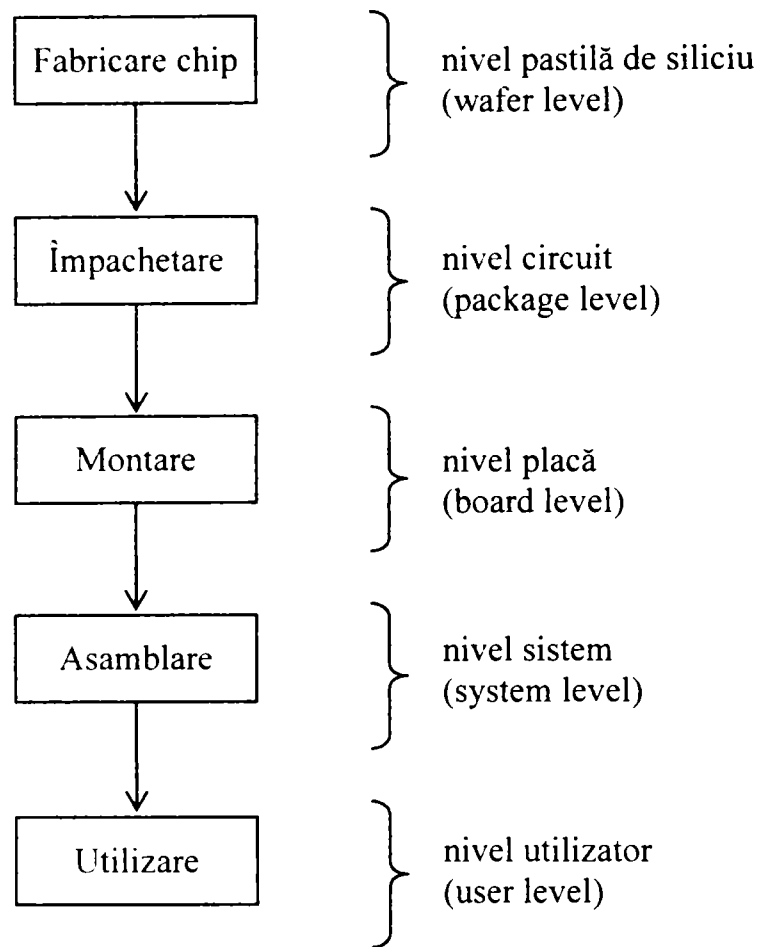 Fabricare chip
nivel pastilă de siliciu
(wafer level)
Împachetare
nivel circuit
(package level)
Montare
nivel placă
(board level)
Asamblare
nivel sistem
(system level)
Utilizare
nivel utilizator
(user level)